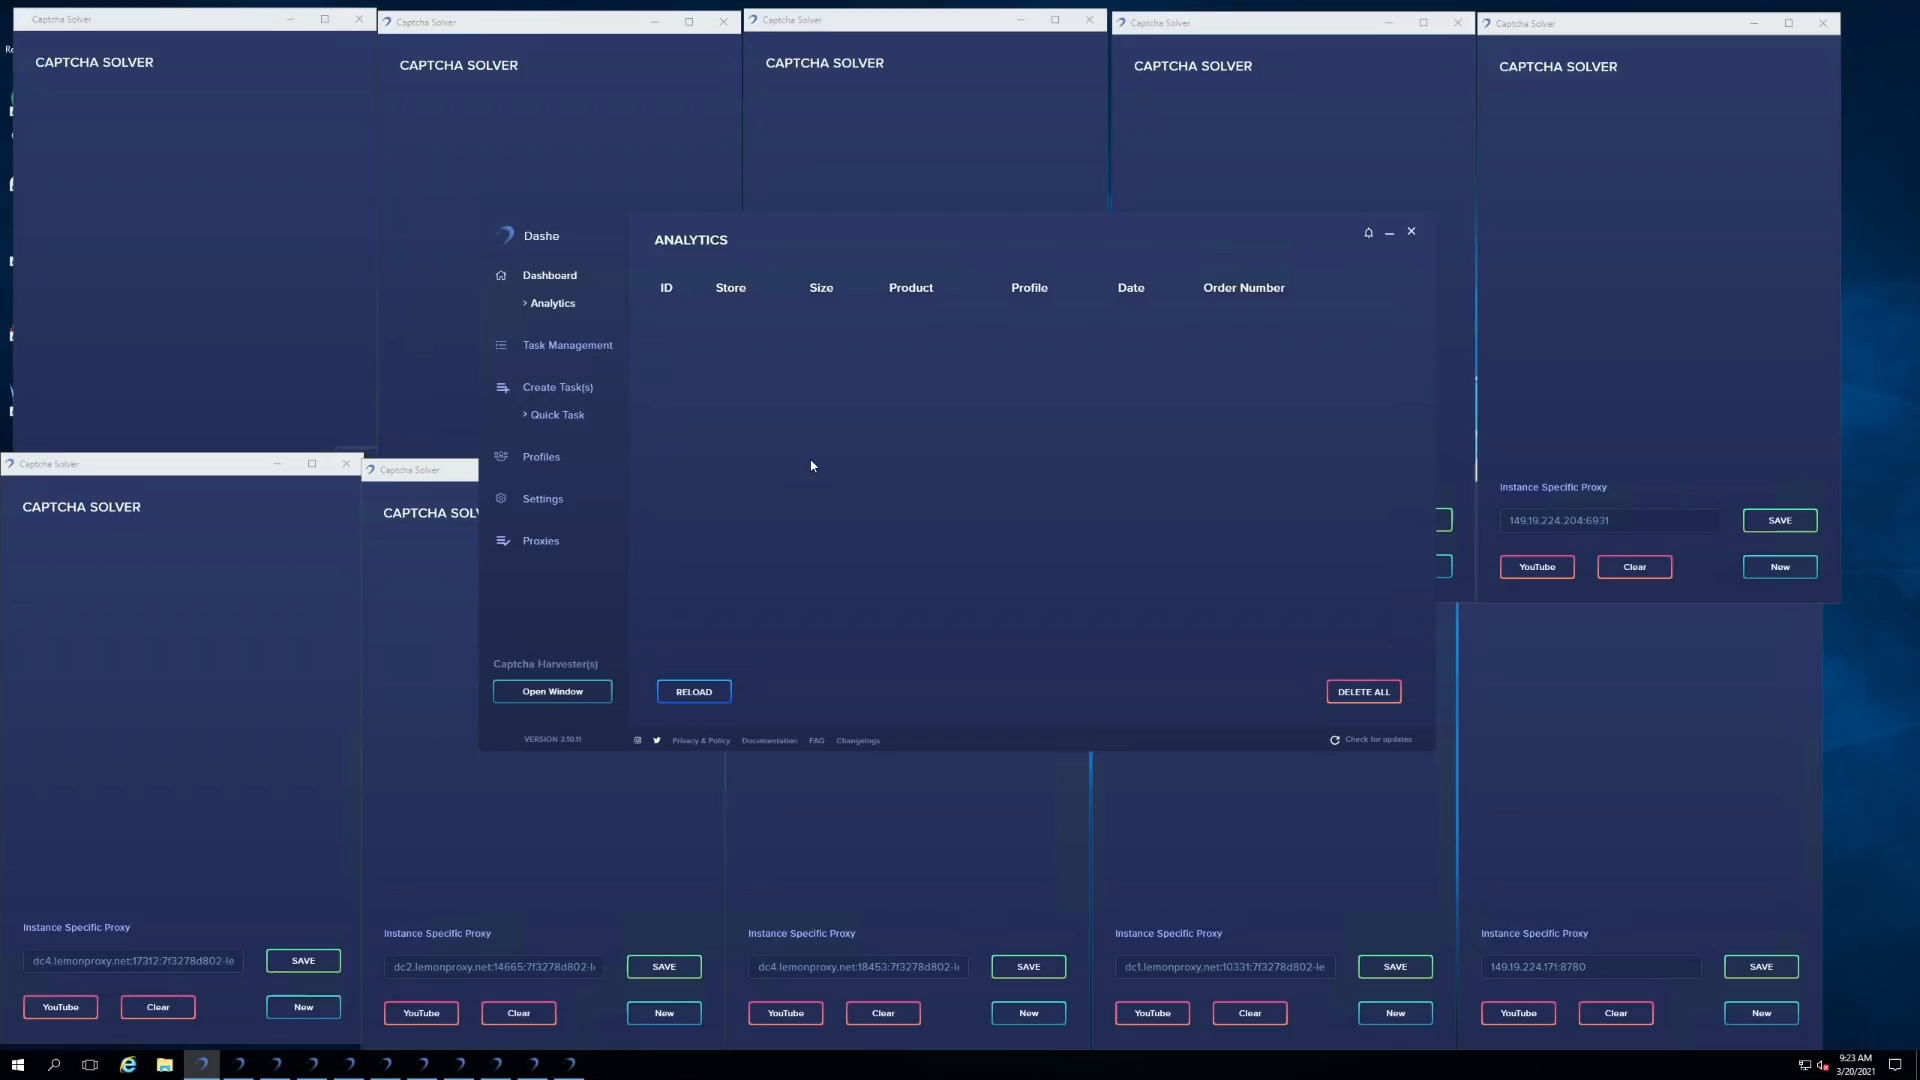 Captcha Solver
Captcha Solver
Captcha Solver
Captcha Solver
Captcha Solver
CAPTCHA SOLVER
CAPTCHA SOLVER
CAPTCHA SOLVER
CAPTCHA SOLVER
CAPTCHA SOLVER
Dashe
ANALYTICS
Dashboard
> Analytics
Task Management
Create Task(s)
> Quick Task
Profiles
Settings
Proxies
ID Store Size Product Profile Date Order Number
Captcha Harvester(s)
Open Window
RELOAD
DELETE ALL
VERSION 3.10.11
Privacy & Policy Documentation FAQ Changelogs
Check for updates
Instance Specific Proxy
149.19.224.204:6931
SAVE
YouTube Clear New
Captcha Solver
Captcha Solver
CAPTCHA SOLVER
CAPTCHA SOLV
Instance Specific Proxy
dc4.lemonproxy.net:17312:7f3278d802-le
SAVE
YouTube Clear New
Instance Specific Proxy
dc2.lemonproxy.net:14665:7f3278d802-l
SAVE
YouTube Clear New
Instance Specific Proxy
dc4.lemonproxy.net:18453:7f3278d802-l
SAVE
YouTube Clear New
Instance Specific Proxy
dc1.lemonproxy.net:10331:7f3278d802-le
SAVE
YouTube Clear New
Instance Specific Proxy
149.19.224.171:8780
SAVE
YouTube Clear New
9:23 AM
3/20/2021